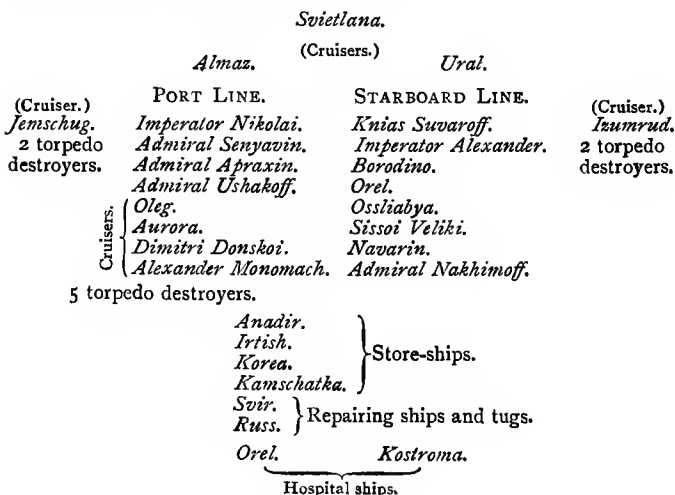 Svietlana.
(Cruisers.)
Almaz. Ural.
PORT LINE. STARBOARD LINE.
(Cruiser.) (Cruiser.)
Jemschug. Imperator Nikolai. Knias Suvaroff. Izumrud.
2 torpedo Admiral Senyavin. Imperator Alexander. 2 torpedo
destroyers. Admiral Apraxin. Borodino. destroyers.
Admiral Ushakoff. Orel.
Cruisers.
Oleg. Ossliabya.
Aurora. Sissoi Veliki.
Dimitri Donskoi. Navarin.
Alexander Monomach. Admiral Nakhimoff.
5 torpedo destroyers.
Anadir.
Irtish.
Korea.
Kamschatka.
Store-ships.
Svir.
Russ.
Repairing ships and tugs.
Orel. Kostroma.
Hospital ships.